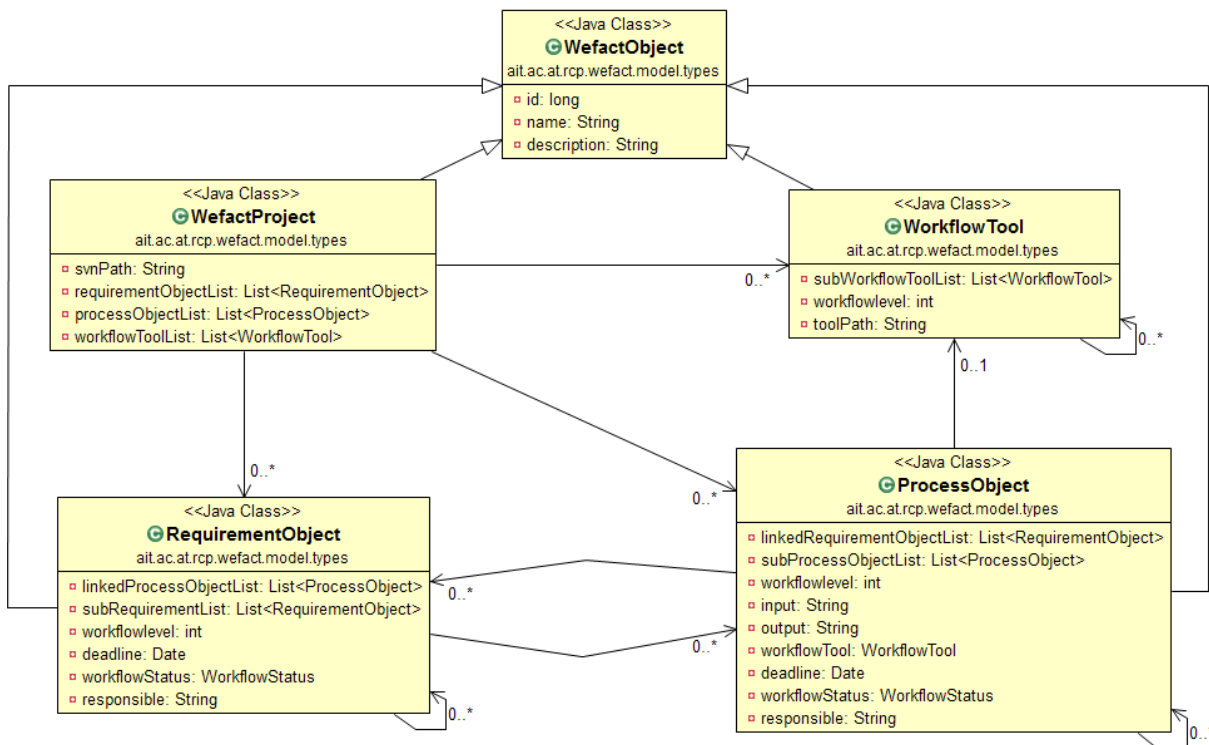 <<Java Class>>
WefactObject
ait.ac.at.rcp.wefact.model.types
id: long
name: String
description: String
<<Java Class>>
WefactProject
ait.ac.at.rcp.wefact.model.types
svnPath: String
requirementObjectList: List<RequirementObject>
processObjectList: List<ProcessObject>
workflowToolList: List<WorkflowTool>
<<Java Class>>
WorkflowTool
ait.ac.at.rcp.wefact.model.types
subWorkflowToolList: List<WorkflowTool>
workflowlevel: int
toolPath: String
0..*
0..*
0..1
0..*
0..*
<<Java Class>>
RequirementObject
ait.ac.at.rcp.wefact.model.types
linkedProcessObjectList: List<ProcessObject>
subRequirementList: List<RequirementObject>
workflowlevel: int
deadline: Date
workflowStatus: WorkflowStatus
responsible: String
0..*
0..*
0..*
<<Java Class>>
ProcessObject
ait.ac.at.rcp.wefact.model.types
linkedRequirementObjectList: List<RequirementObject>
subProcessObjectList: List<ProcessObject>
workflowlevel: int
input: String
output: String
workflowTool: WorkflowTool
deadline: Date
workflowStatus: WorkflowStatus
responsible: String